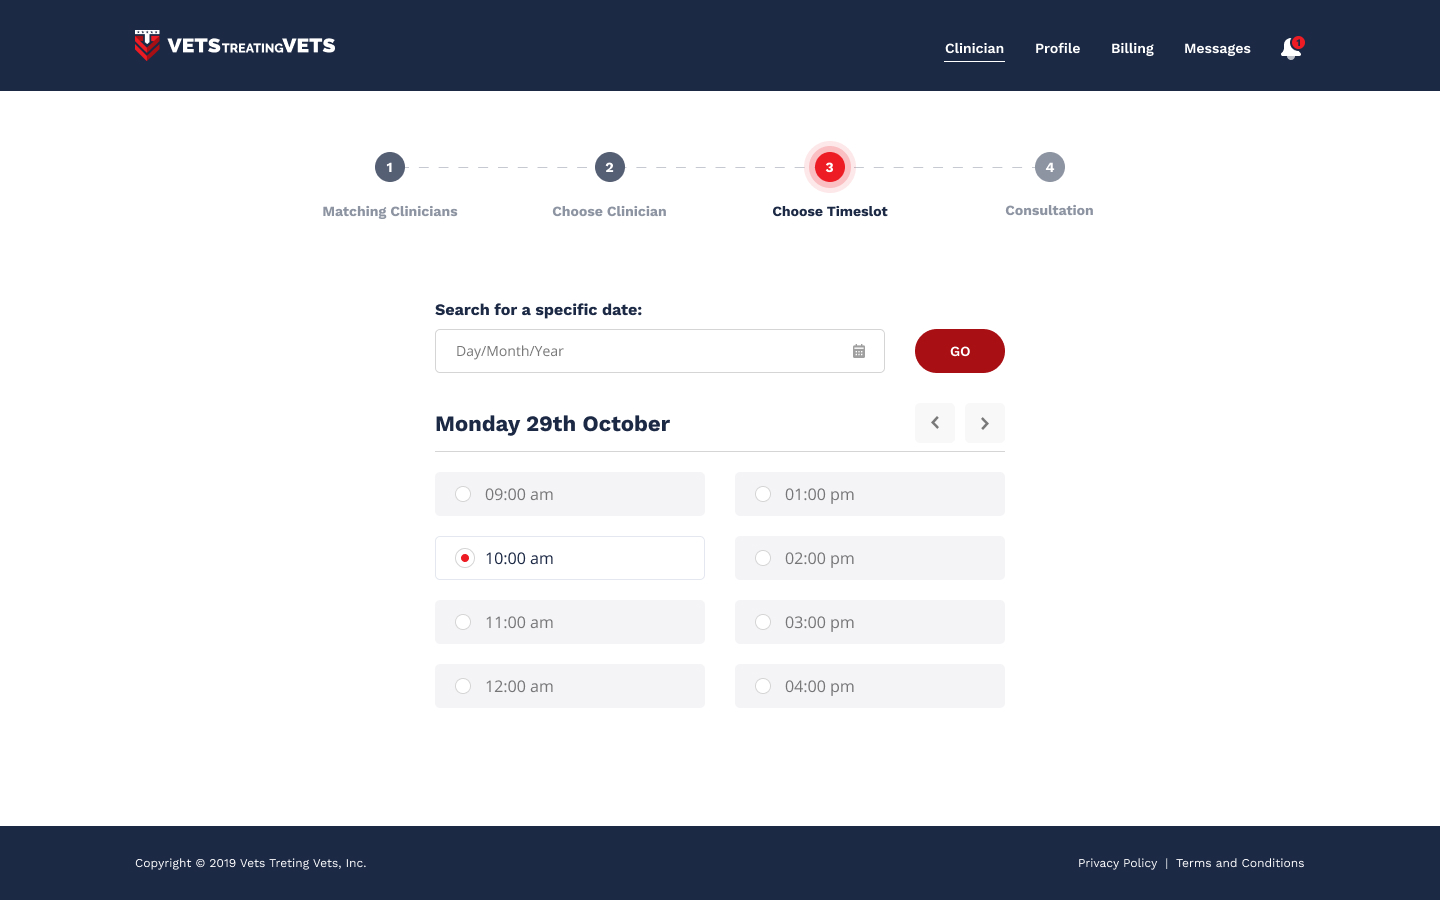 VETSTREATINGVETS
Clinician Profile Billing Messages 1
1 2 3 4
Matching Clinicians Choose Clinician Choose Timeslot Consultation
Search for a specific date:
Day/Month/Year GO
Monday 29th October
09:00 am 01:00 pm
10:00 am 02:00 pm
11:00 am 03:00 pm
12:00 am 04:00 pm
Copyright © 2019 Vets Treting Vets, Inc. Privacy Policy | Terms and Conditions